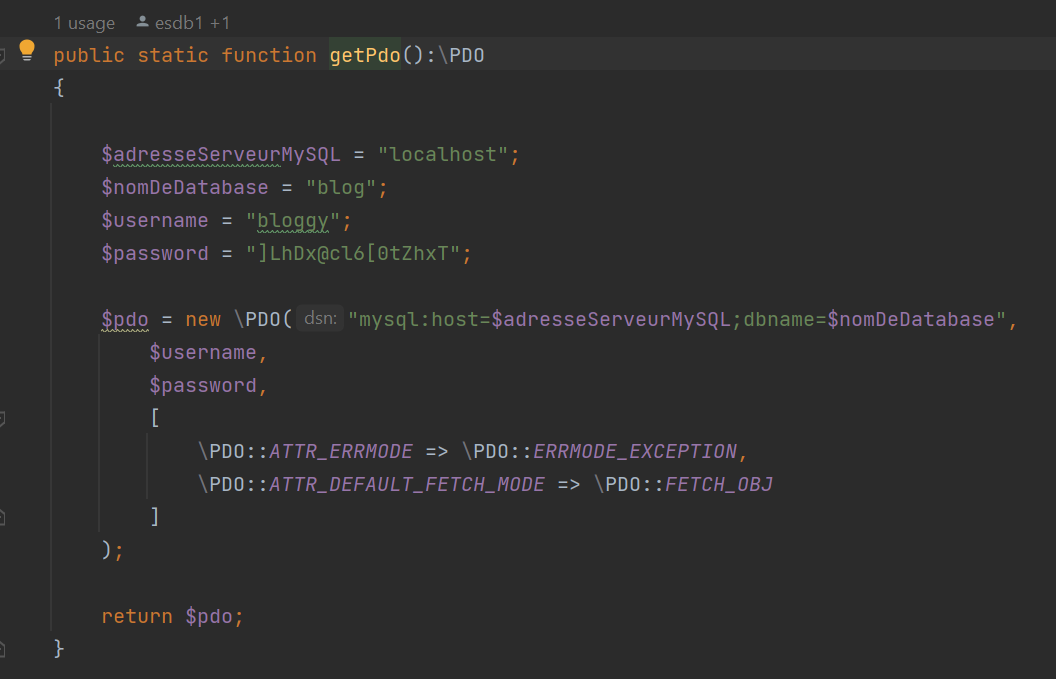 1 usage esdb1 +1
public static function getPdo():\PDO
{
$adresseServeurMySQL = "localhost";
$nomDeDatabase = "blog";
$username = "bloggy";
$password = "]LhDx@cl6[0tZhxT";
$pdo = new \PDO( dsn: "mysql:host=$adresseServeurMySQL;dbname=$nomDeDatabase",
$username,
$password,
[
\PDO::ATTR_ERRMODE => \PDO::ERRMODE_EXCEPTION,
\PDO::ATTR_DEFAULT_FETCH_MODE => \PDO::FETCH_OBJ
]
);
return $pdo;
}